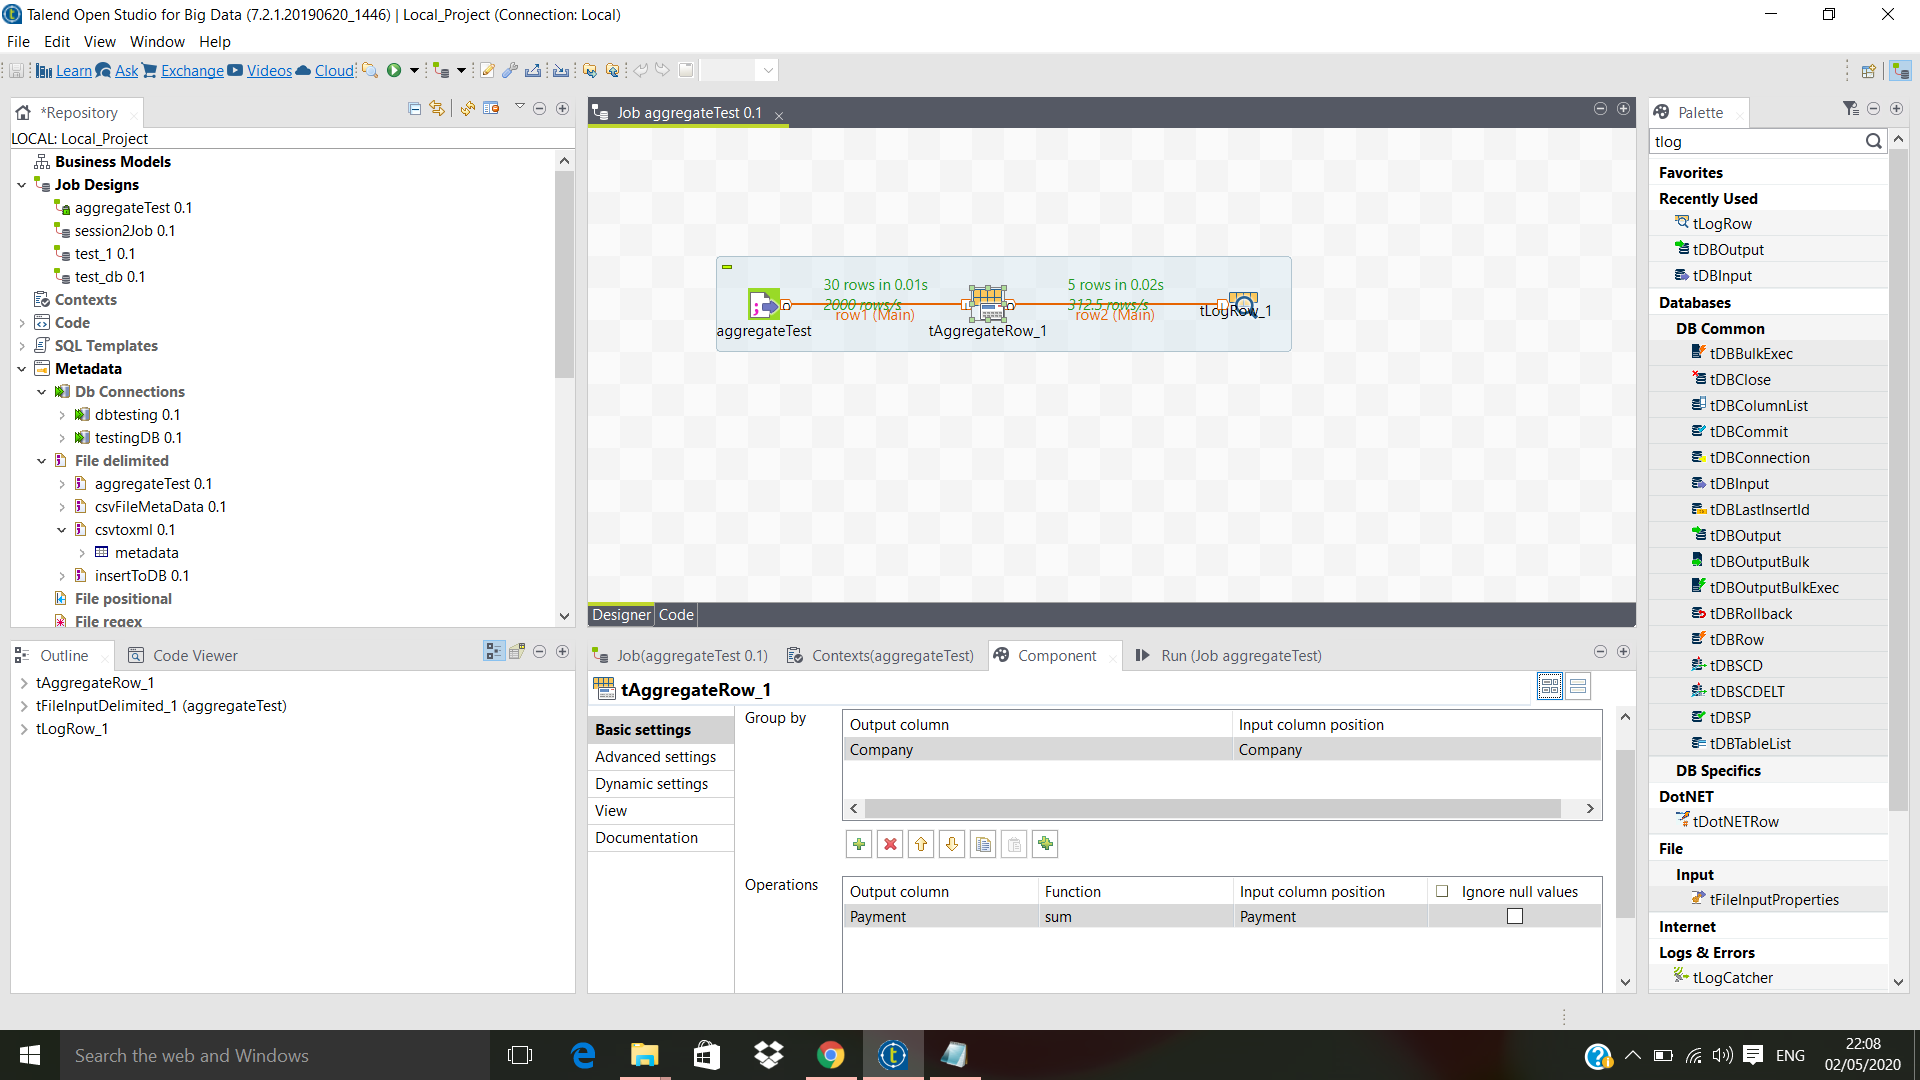 Talend Open Studio for Big Data (7.2.1.20190620_1446) | Local_Project (Connection: Local)
File Edit View Window Help
Learn Ask Exchange Videos Cloud
*Repository
LOCAL: Local_Project
Business Models
Job Designs
aggregateTest 0.1
session2Job 0.1
test_1 0.1
test_db 0.1
Contexts
Code
SQL Templates
Metadata
Db Connections
dbtesting 0.1
testingDB 0.1
File delimited
aggregateTest 0.1
csvFileMetaData 0.1
csvtoxml 0.1
metadata
insertToDB 0.1
File positional
File regex
Job aggregateTest 0.1
30 rows in 0.01s
2000 rows/s
row1 (Main)
5 rows in 0.02s
312.5 rows/s
row2 (Main)
aggregateTest
tAggregateRow_1
tLogRow_1
Designer Code
Palette
tlog
Favorites
Recently Used
tLogRow
tDBOutput
tDBInput
Databases
DB Common
tDBBulkExec
tDBClose
tDBColumnList
tDBCommit
tDBConnection
tDBInput
tDBLastInsertId
tDBOutput
tDBOutputBulk
tDBOutputBulkExec
tDBRollback
tDBRow
tDBSCD
tDBSCDELT
tDBSP
tDBTableList
DB Specifics
DotNET
tDotNETRow
File
Input
tFileInputProperties
Internet
Logs & Errors
tLogCatcher
Outline Code Viewer
tAggregateRow_1
tFileInputDelimited_1 (aggregateTest)
tLogRow_1
Job(aggregateTest 0.1) Contexts(aggregateTest) Component Run (Job aggregateTest)
tAggregateRow_1
Basic settings
Advanced settings
Dynamic settings
View
Documentation
Group by
Output column Input column position
Company Company
Operations
Output column Function Input column position Ignore null values
Payment sum Payment
Search the web and Windows
ENG
22:08
02/05/2020